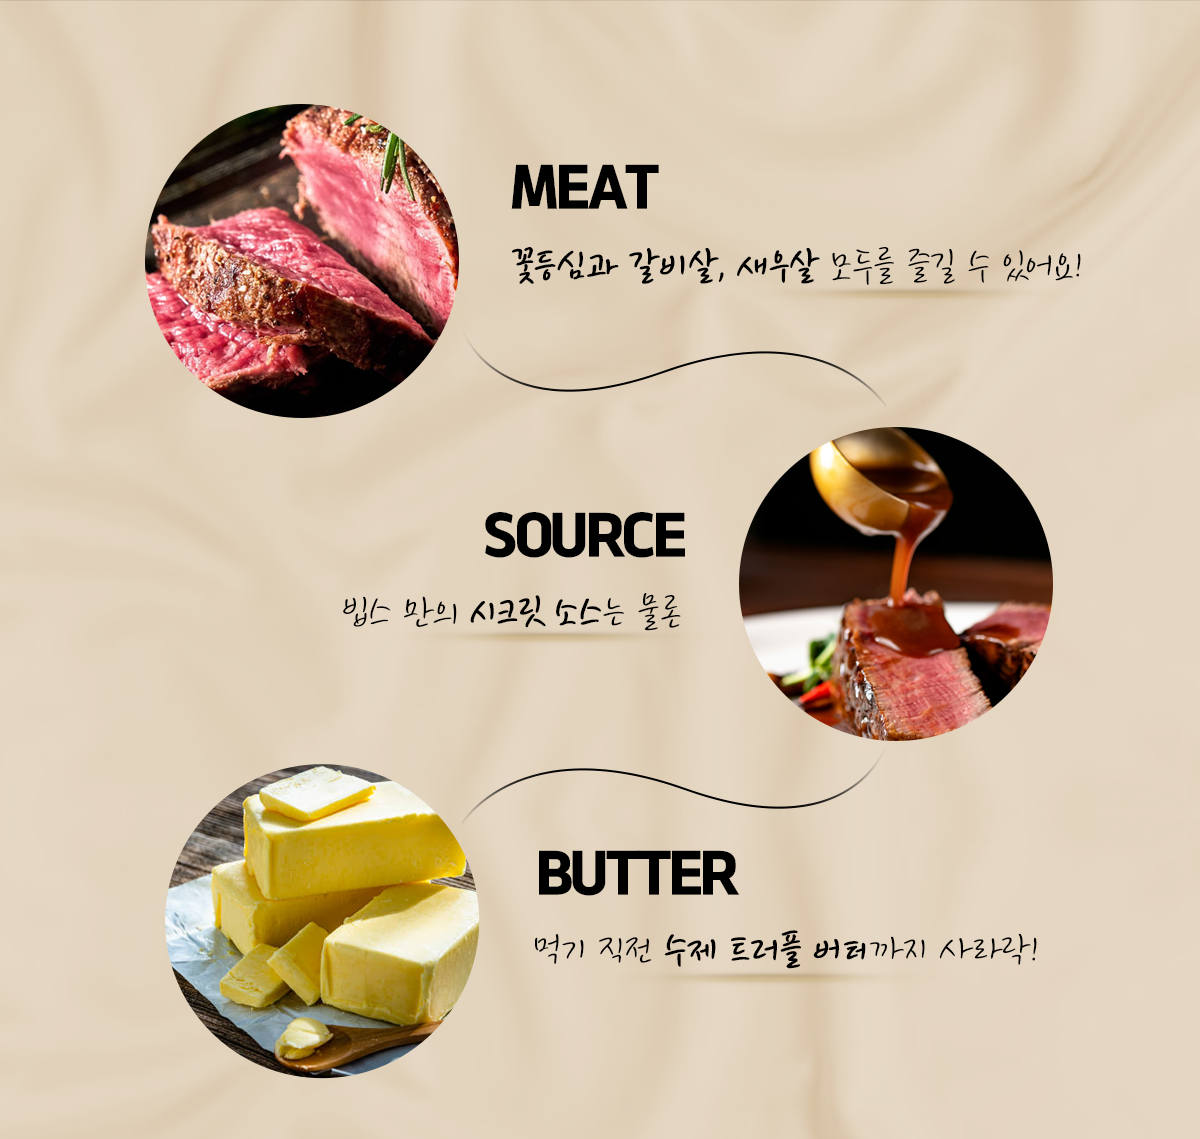 MEAT
꽃등심과 갈비살, 새우살 모두를 즐길 수 있어요!
SOURCE
빕스 만의 시크릿 소스는 물론
BUTTER
먹기 직전 수제 트러플 버터까지 사라락!